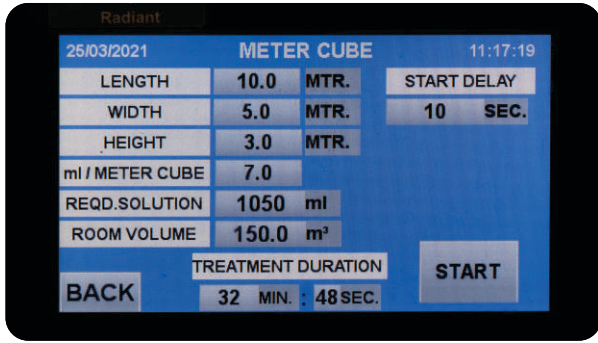 Radiant
25/03/2021 METER CUBE 11:17:19
LENGTH 10.0 MTR. START DELAY
WIDTH 5.0 MTR. 10 SEC.
.HEIGHT 3.0 MTR.
ml / METER CUBE 7.0
REQD.SOLUTION 1050 ml
ROOM VOLUME 150.0 m³
TREATMENT DURATION START
BACK 32 MIN. : 48 SEC.